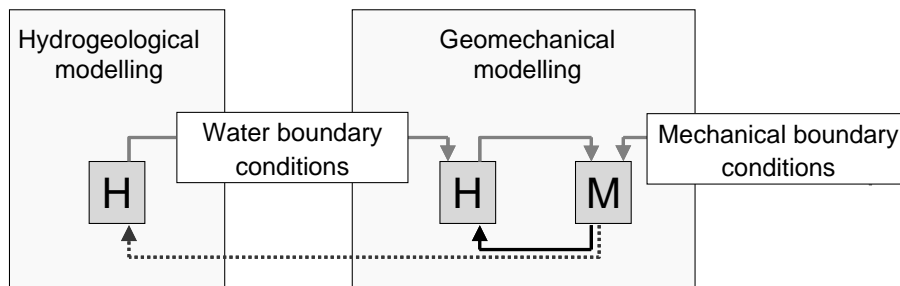 Hydrogeological
modelling
Geomechanical
modelling
Water boundary
conditions
Mechanical boundary
conditions
H
H
M